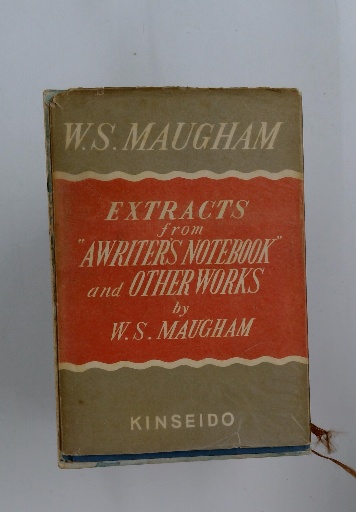 W.S. MAUGHAM
EXTRACTS
from
"A WRITER'S NOTEBOOK"
and OTHER WORKS
by
W.S. MAUGHAM
KINSEIDO